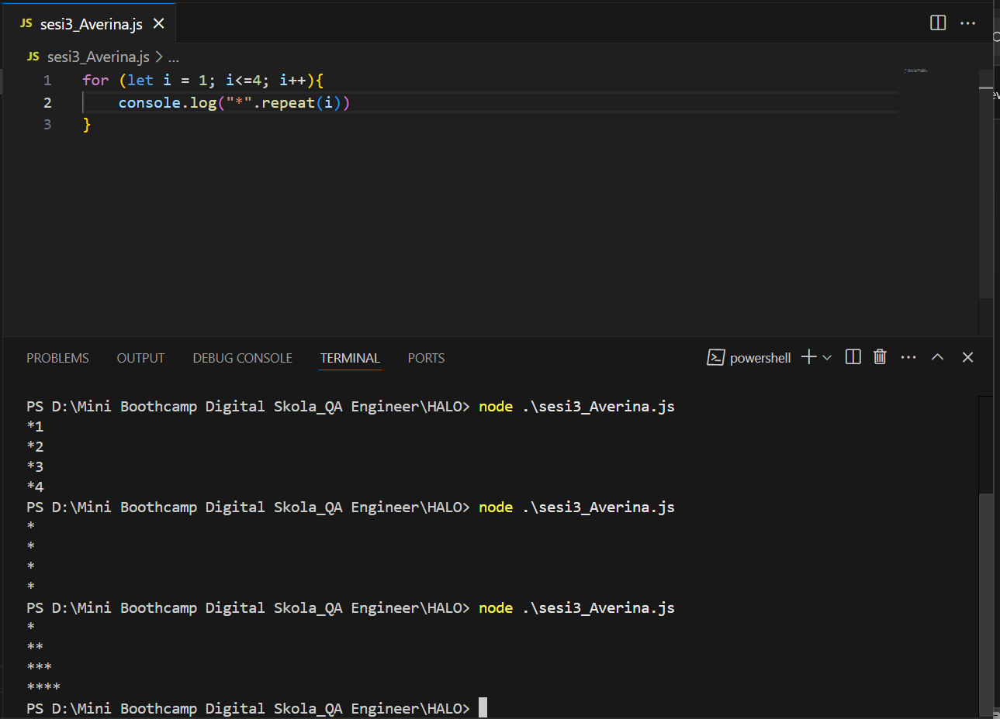 JS sesi3_Averina.js
JS sesi3_Averina.js > ...
1 for (let i = 1; i<=4; i++){
2     console.log("*".repeat(i))
3 }
PROBLEMS OUTPUT DEBUG CONSOLE TERMINAL PORTS powershell
PS D:\Mini Boothcamp Digital Skola_QA Engineer\HALO> node .\sesi3_Averina.js
*1
*2
*3
*4
PS D:\Mini Boothcamp Digital Skola_QA Engineer\HALO> node .\sesi3_Averina.js
*
*
*
*
PS D:\Mini Boothcamp Digital Skola_QA Engineer\HALO> node .\sesi3_Averina.js
*
**
***
****
PS D:\Mini Boothcamp Digital Skola_QA Engineer\HALO>